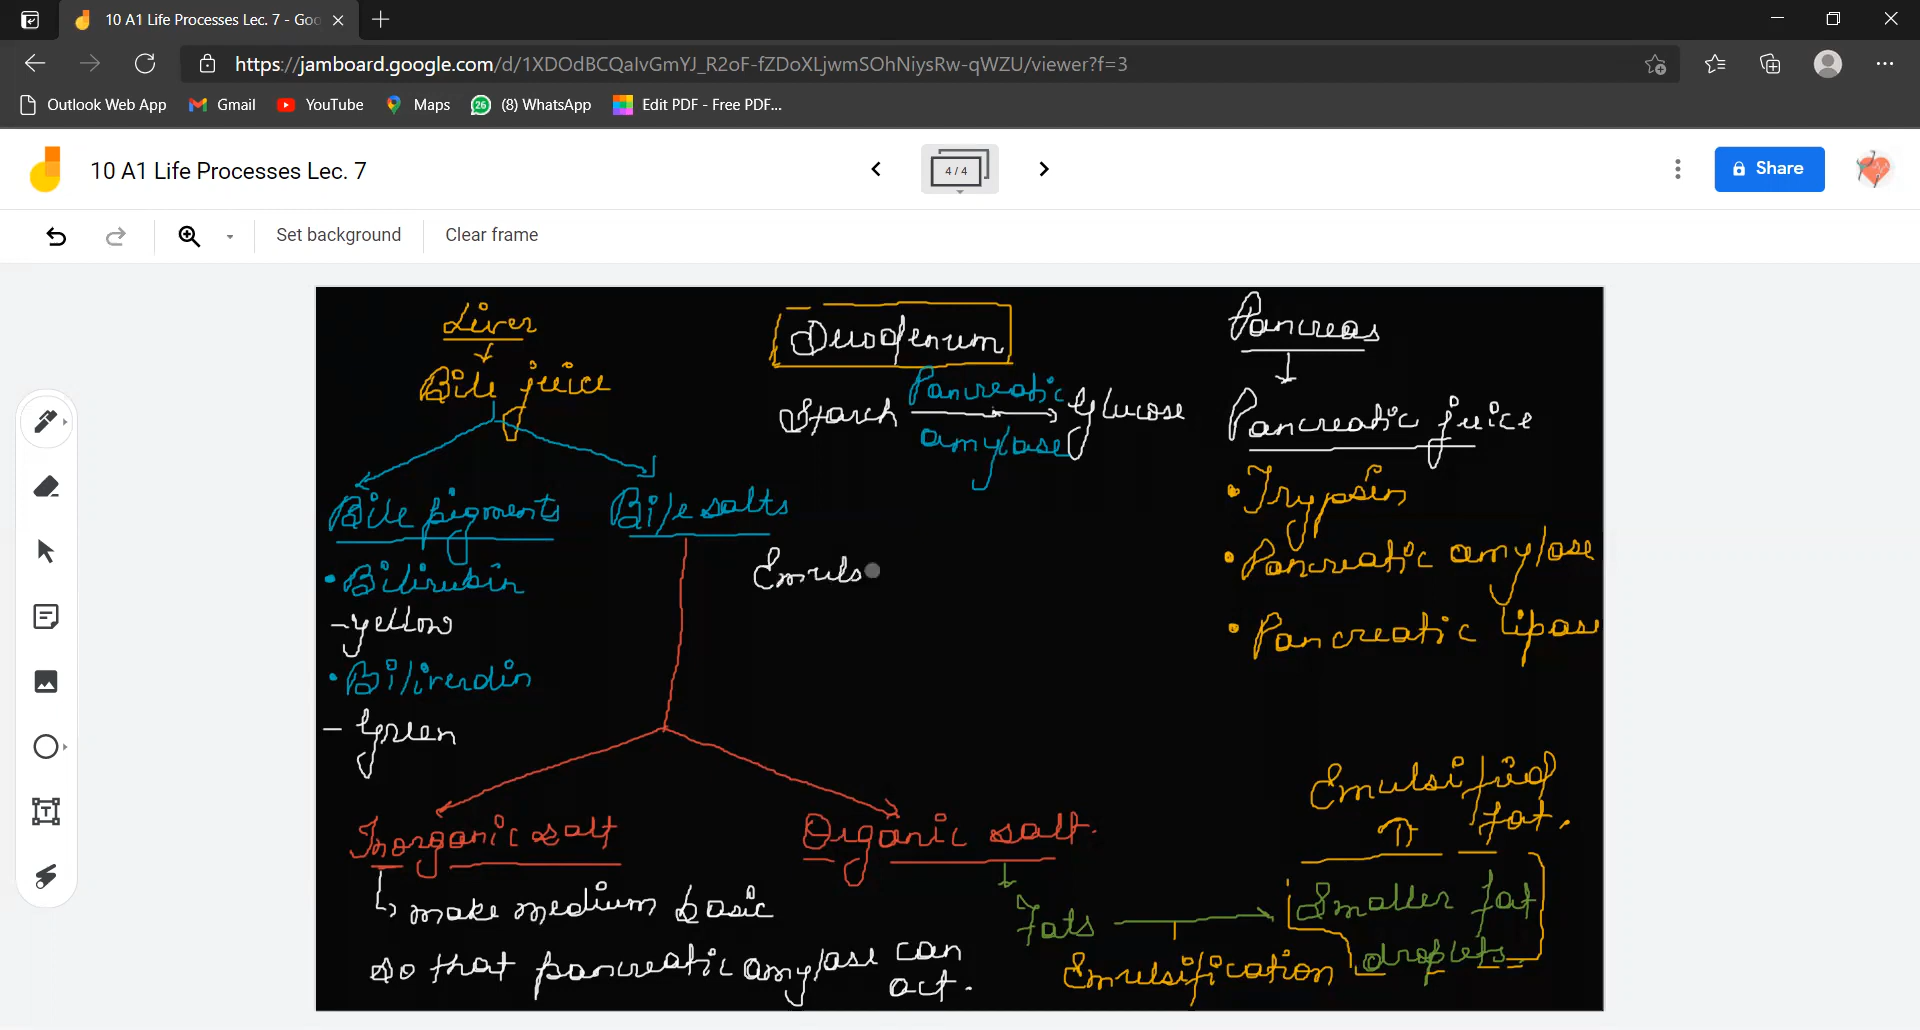 10 A1 Life Processes Lec. 7 - Goo
https://jamboard.google.com/d/1XDOdBCQaIvGmYJ_R2oF-fZDoXLjwmSOhNiysRw-qWZU/viewer?f=3
Outlook Web App Gmail YouTube Maps 26 (8) WhatsApp Edit PDF - Free PDF...
10 A1 Life Processes Lec. 7
4 / 4
Share
Set background Clear frame
Liver
Bile juice
Bile pigments
• Bilirubin
- yellow
• Biliverdin
- Green
Bile salts
Duodenum
Starch Pancreatic amylase Glucose
Emuls
Pancreas
Pancreatic juice
• Trypsin
• Pancreatic amylase
• Pancreatic lipase
Inorganic salt
make medium basic
so that pancreatic amylase can
act.
Organic salt.
Fats
Emulsification
Smaller fat
droplets
Emulsified
fat.